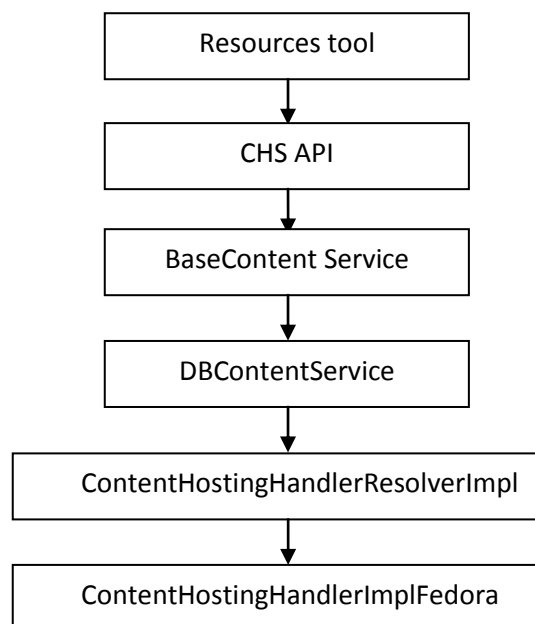 Resources tool
CHS API
BaseContent Service
DBContentService
ContentHostingHandlerResolverImpl
ContentHostingHandlerImplFedora